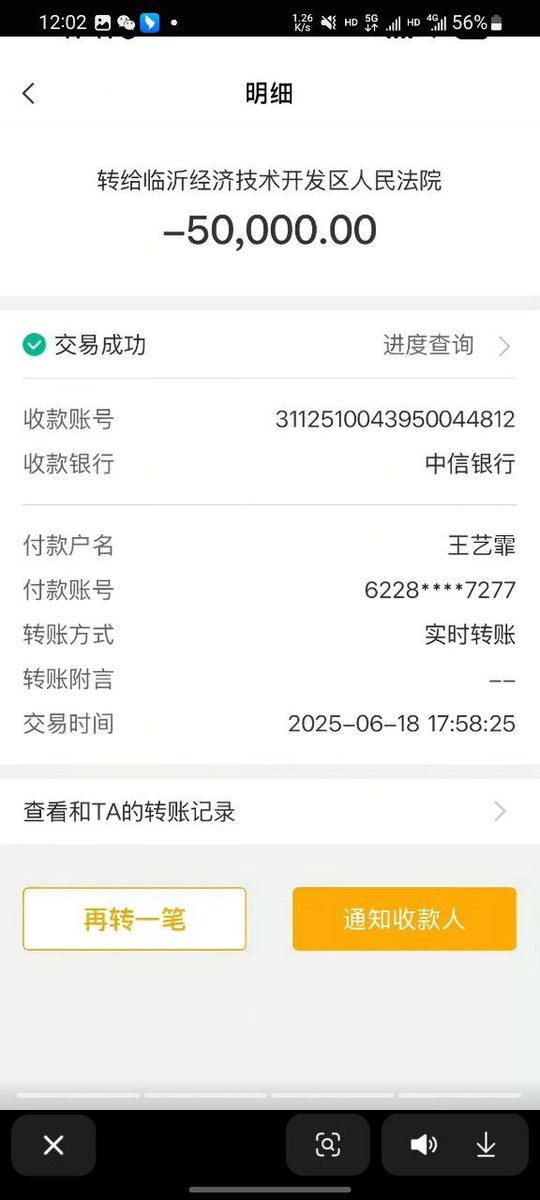 12:02
1.26 K/s HD 5G HD 4G 56%
明细
转给临沂经济技术开发区人民法院
−50,000.00
交易成功 进度查询
收款账号 3112510043950044812
收款银行 中信银行
付款户名 王艺霏
付款账号 6228****7277
转账方式 实时转账
转账附言 −−
交易时间 2025−06−18 17:58:25
查看和TA的转账记录
再转一笔 通知收款人